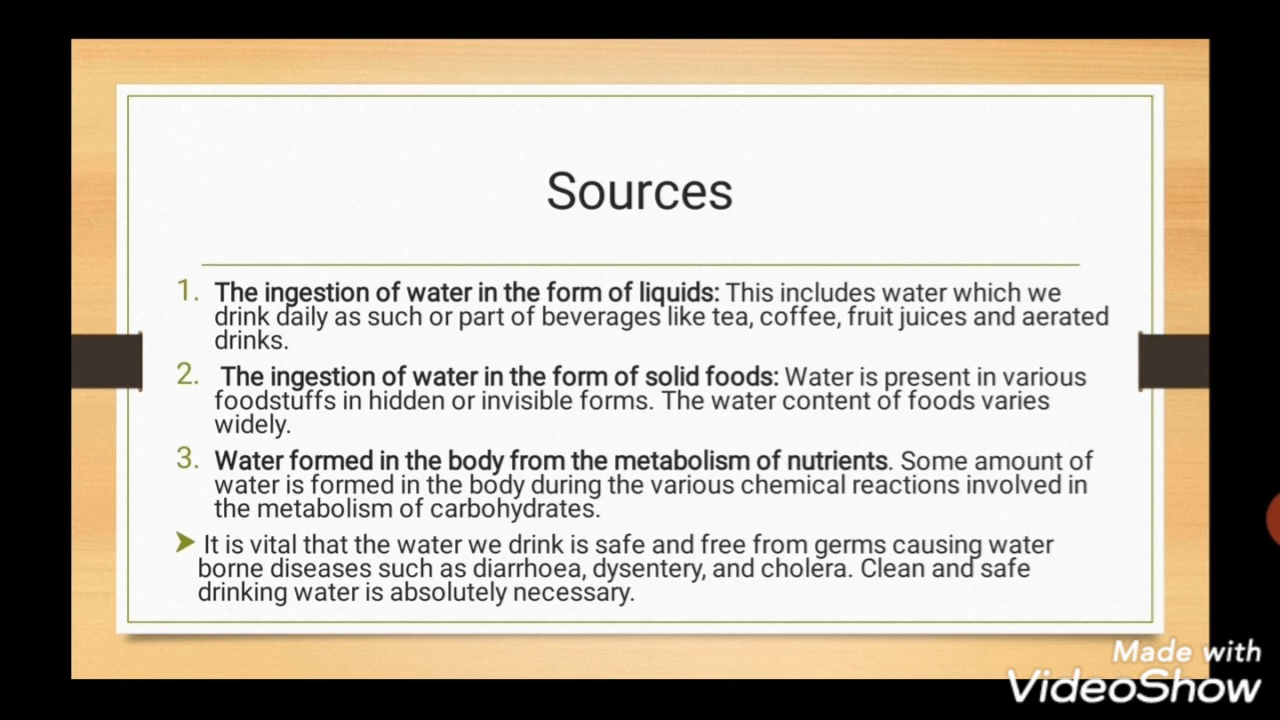 Sources
1. The ingestion of water in the form of liquids: This includes water which we
drink daily as such or part of beverages like tea, coffee, fruit juices and aerated
drinks.
2. The ingestion of water in the form of solid foods: Water is present in various
foodstuffs in hidden or invisible forms. The water content of foods varies
widely.
3. Water formed in the body from the metabolism of nutrients. Some amount of
water is formed in the body during the various chemical reactions involved in
the metabolism of carbohydrates.
➤ It is vital that the water we drink is safe and free from germs causing water
borne diseases such as diarrhoea, dysentery, and cholera. Clean and safe
drinking water is absolutely necessary.
Made with
VideoShow